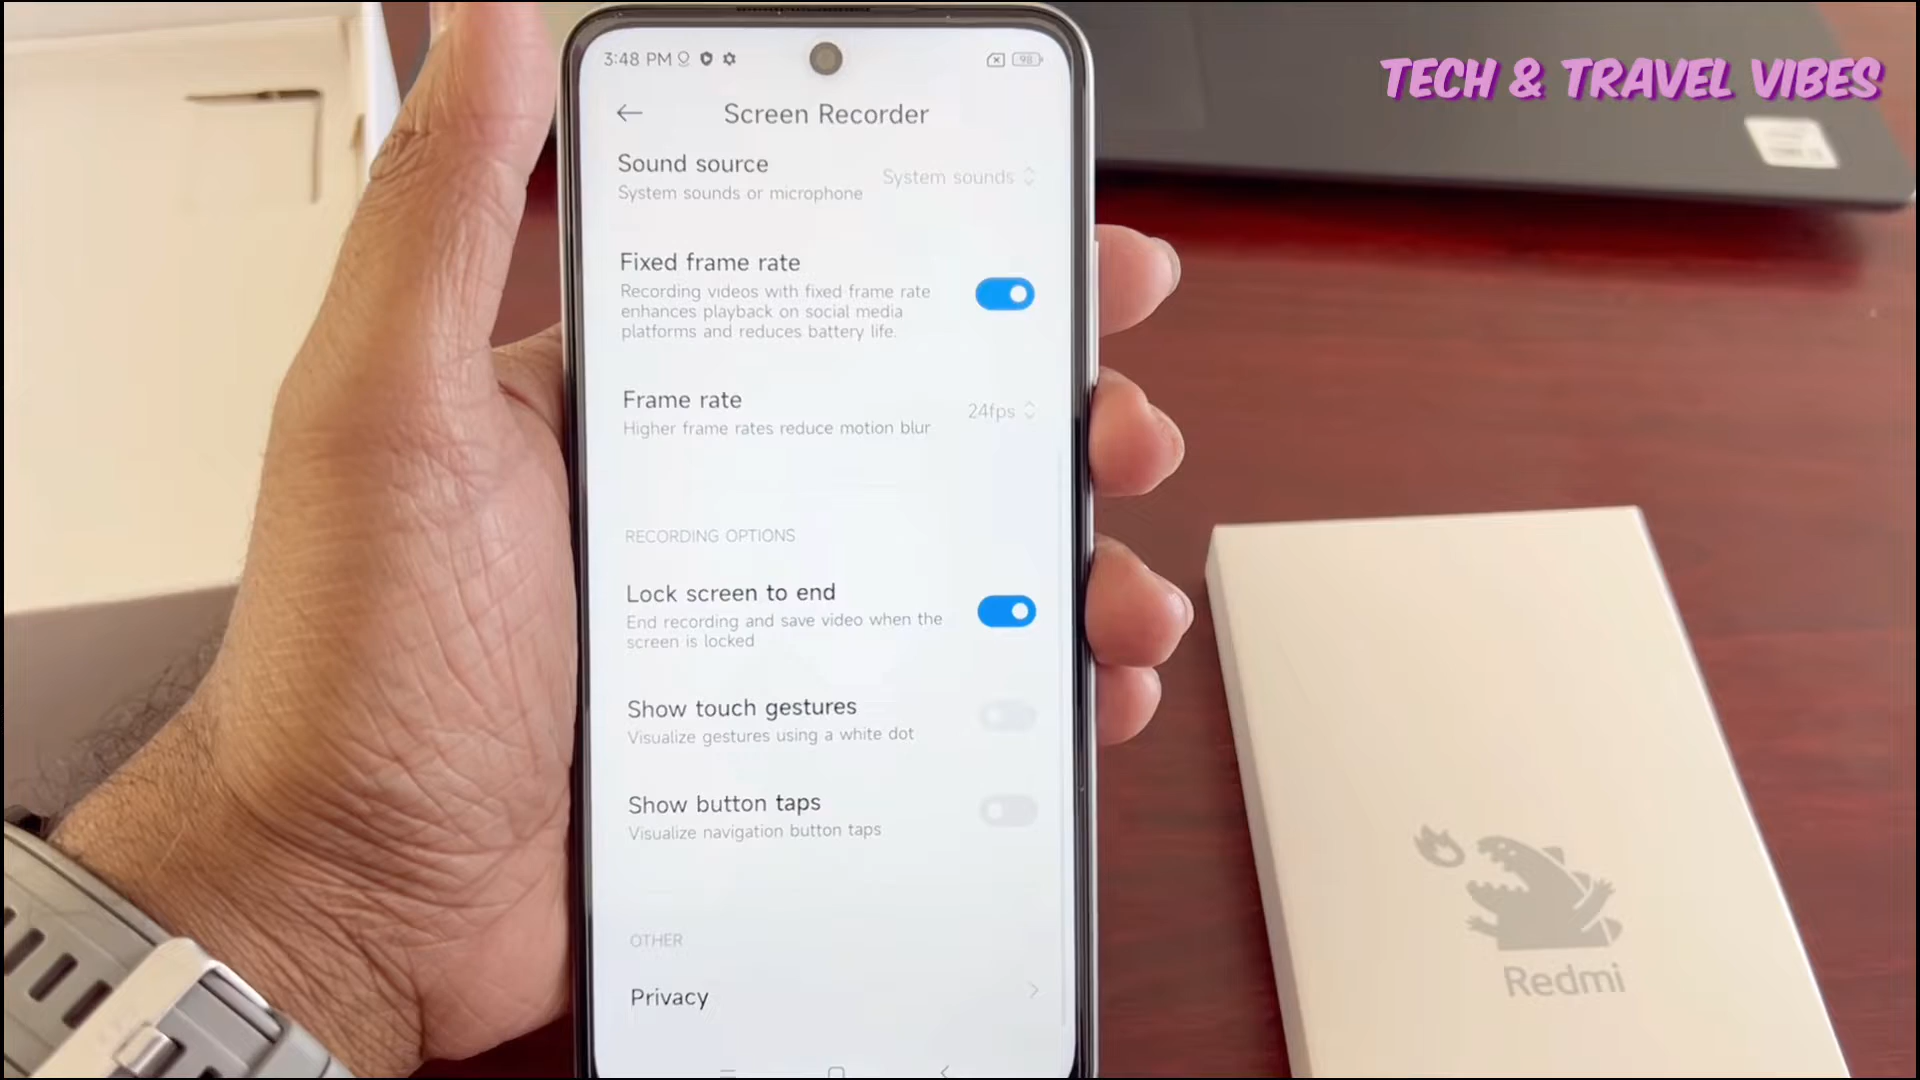 TECH & TRAVEL VIBES
3:48 PM
98
Screen Recorder
Sound source
System sounds or microphone
System sounds
Fixed frame rate
Recording videos with fixed frame rate
enhances playback on social media
platforms and reduces battery life.
Frame rate
Higher frame rates reduce motion blur
24fps
RECORDING OPTIONS
Lock screen to end
End recording and save video when the
screen is locked
Show touch gestures
Visualize gestures using a white dot
Show button taps
Visualize navigation button taps
OTHER
Privacy
Redmi